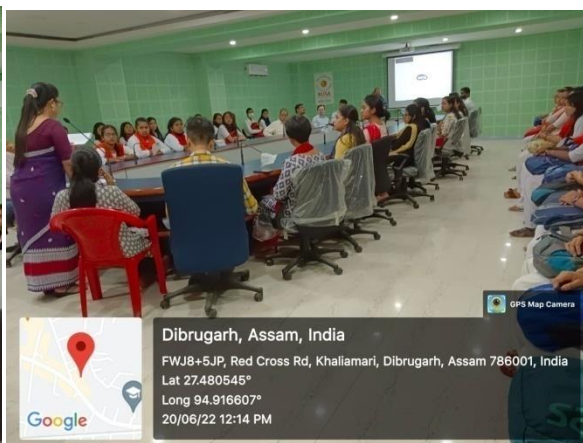 GPS Map Camera
Dibrugarh, Assam, India
FWJ8+5JP, Red Cross Rd, Khaliamari, Dibrugarh, Assam 786001, India
Lat 27.480545°
Long 94.916607°
20/06/22 12:14 PM
Google